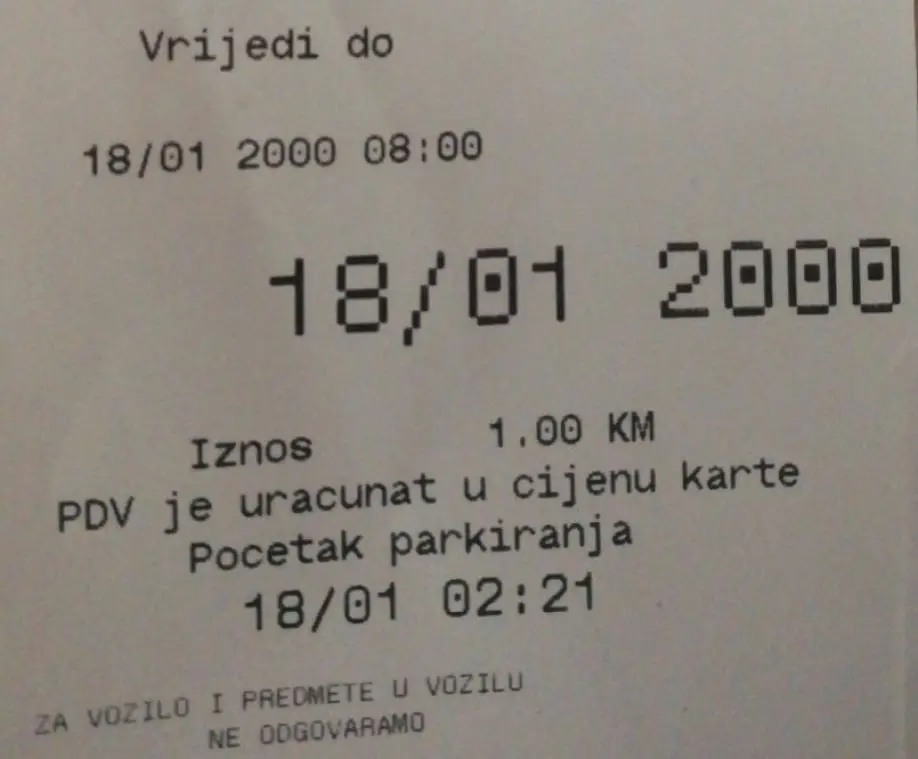 Vrijedi do
18/01 2000 08:00
18/01 2000
Iznos 1.00 KM
PDV je uracunat u cijenu karte
Pocetak parkiranja
18/01 02:21
ZA VOZILO I PREDMETE U VOZILU
NE ODGOVARAMO